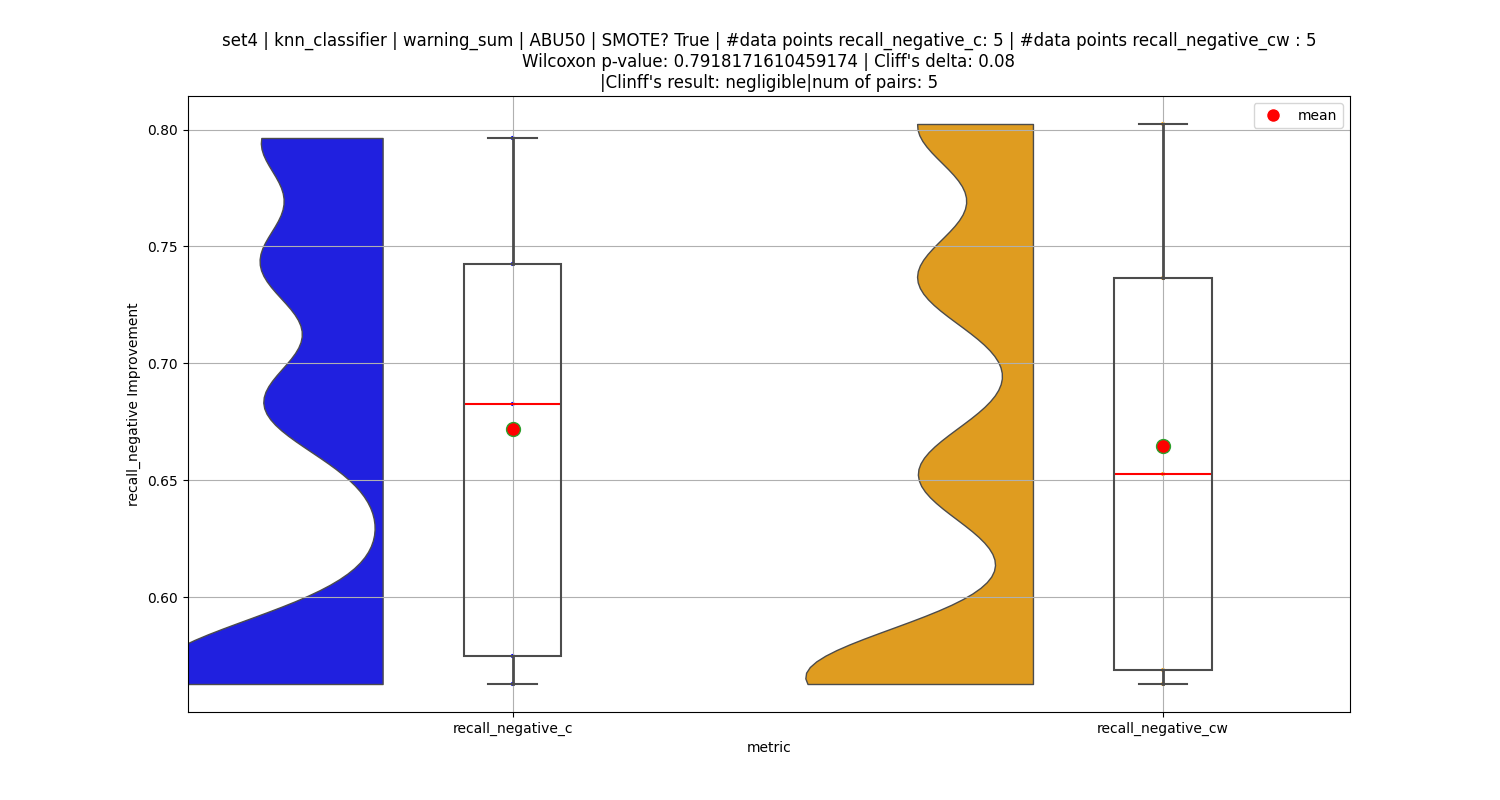 set4 | knn_classifier | warning_sum | ABU50 | SMOTE? True | #data points recall_negative_c: 5 | #data points recall_negative_cw : 5
Wilcoxon p-value: 0.7918171610459174 | Cliff's delta: 0.08
|Clinff's result: negligible|num of pairs: 5
mean
0.80
0.75
0.70
0.65
0.60
recall_negative Improvement
recall_negative_c
recall_negative_cw
metric